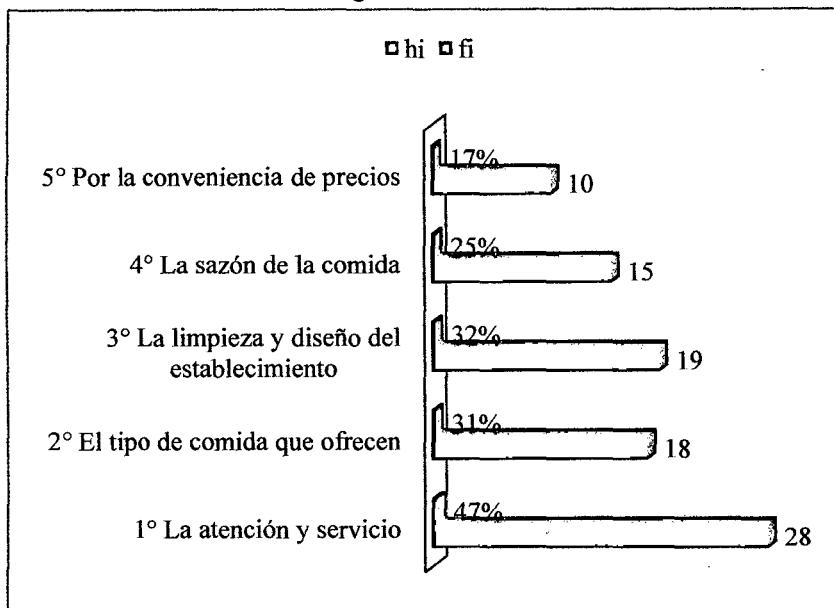 hi fi
5° Por la conveniencia de precios
17%
10
4° La sazón de la comida
25%
15
3° La limpieza y diseño del
establecimiento
32%
19
2° El tipo de comida que ofrecen
31%
18
1° La atención y servicio
47%
28